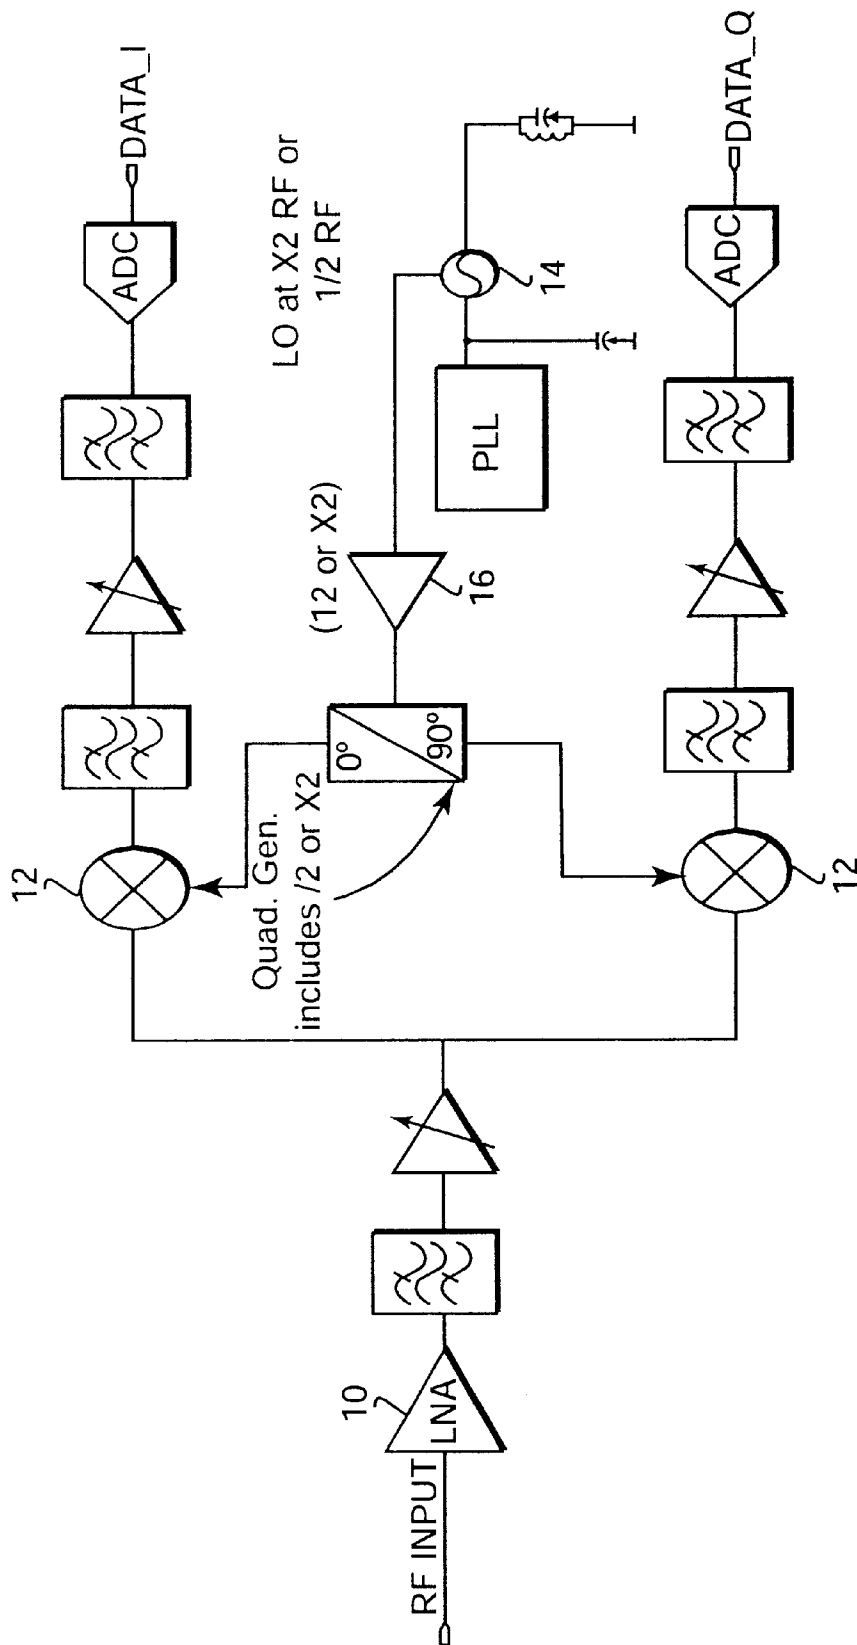 RF INPUT
10
LNA
12
Quad. Gen.
includes /2 or X2
0°
90°
(12 or X2)
16
PLL
14
LO at X2 RF or
1/2 RF
ADC
DATA_I
12
ADC
DATA_Q